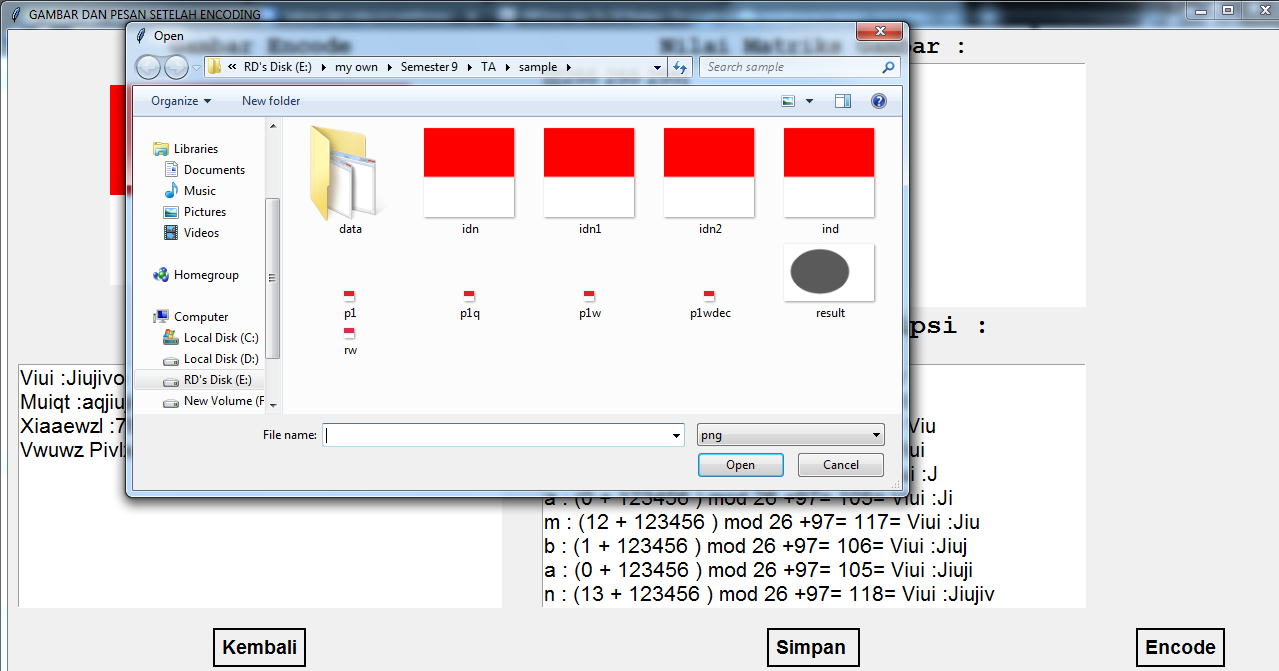 GAMBAR DAN PESAN SETELAH ENCODING
Open
Gambar Encode
Nilai Matriks Gambar :
« RD's Disk (E:) my own Semester 9 TA sample
Search sample
Organize
New folder
Libraries
Documents
Music
Pictures
Videos
Homegroup
Computer
Local Disk (C:)
Local Disk (D:)
RD's Disk (E:)
New Volume (F
data
idn
idn1
idn2
ind
p1
p1q
p1w
p1wdec
result
rw
File name:
png
Open
Cancel
psi :
Viui :Jiujivo
Muiqt :aqjiu
Xiaaewzl :7
Vwuwz Pivlx
Viu
ui
i :J
a : (0 + 123456 ) mod 26 +97= 105= Viui :Ji
m : (12 + 123456 ) mod 26 +97= 117= Viui :Jiu
b : (1 + 123456 ) mod 26 +97= 106= Viui :Jiuj
a : (0 + 123456 ) mod 26 +97= 105= Viui :Jiuji
n : (13 + 123456 ) mod 26 +97= 118= Viui :Jiujiv
Kembali
Simpan
Encode